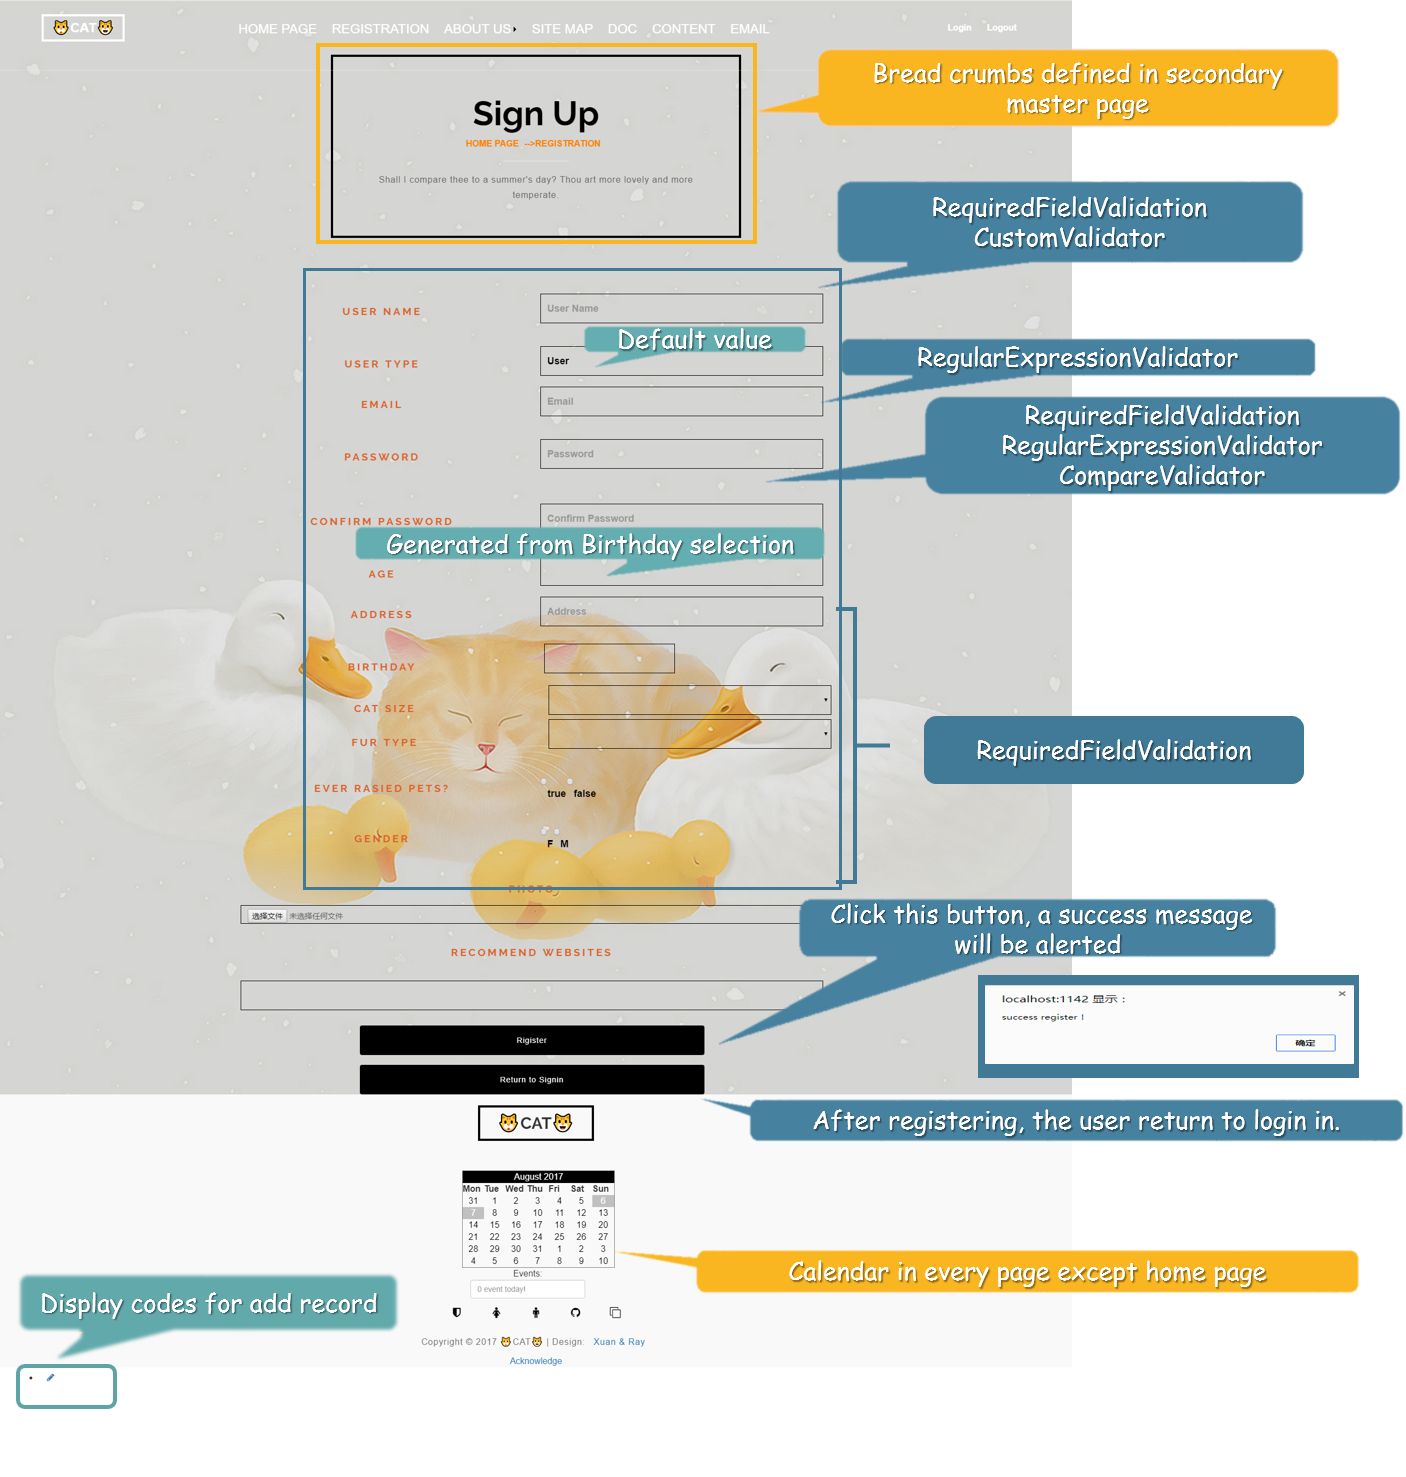 CAT
HOME PAGE REGISTRATION ABOUT US SITE MAP DOC CONTENT EMAIL
Login Logout
Bread crumbs defined in secondary
master page
Sign Up
HOME PAGE -->REGISTRATION
Shall I compare thee to a summer's day? Thou art more lovely and more
temperate.
RequiredFieldValidation
CustomValidator
USER NAME
User Name
Default value
USER TYPE
User
RegularExpressionValidator
EMAIL
Email
RequiredFieldValidation
RegularExpressionValidator
CompareValidator
PASSWORD
Password
CONFIRM PASSWORD
Confirm Password
Generated from Birthday selection
AGE
ADDRESS
Address
BIRTHDAY
CAT SIZE
FUR TYPE
RequiredFieldValidation
EVER RASIED PETS?
true false
GENDER
F M
PHOTO
选择文件 未选择任何文件
Click this button, a success message
will be alerted
RECOMMEND WEBSITES
localhost:1142 显示：
success register！
确定
Rigister
Return to Signin
After registering, the user return to login in.
CAT
August 2017
Mon Tue Wed Thu Fri Sat Sun
31 1 2 3 4 5 6
7 8 9 10 11 12 13
14 15 16 17 18 19 20
21 22 23 24 25 26 27
28 29 30 31 1 2 3
4 5 6 7 8 9 10
Events:
0 event today!
Calendar in every page except home page
Display codes for add record
Copyright © 2017 CAT | Design: Xuan & Ray
Acknowledge